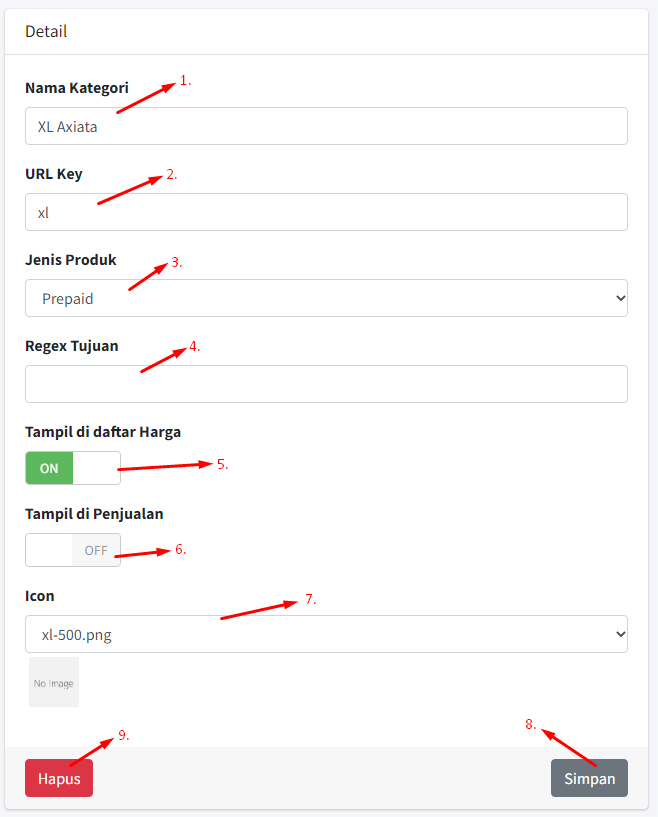 Detail
Nama Kategori
1.
XL Axiata
URL Key
2.
xl
Jenis Produk
3.
Prepaid
Regex Tujuan
4.
Tampil di daftar Harga
ON
5.
Tampil di Penjualan
OFF
6.
Icon
7.
xl-500.png
No image
9.
8.
Hapus
Simpan